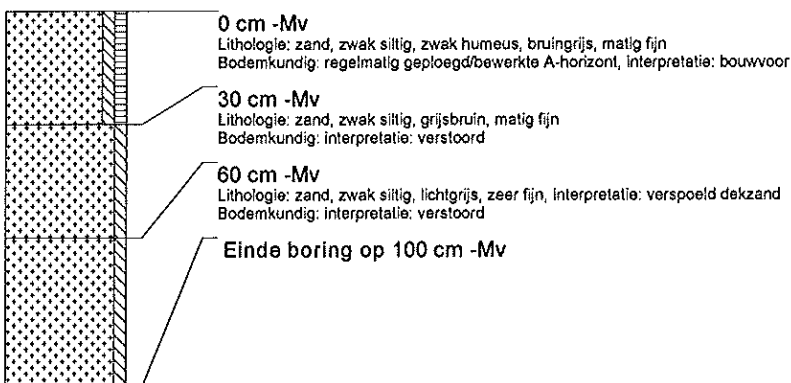 0 cm -Mv
Lithologie: zand, zwak siltig, zwak humeus, bruingrijs, matig fijn
Bodemkundig: regelmatig geploegd/bewerkte A-horizont, interpretatie: bouwvoor
30 cm -Mv
Lithologie: zand, zwak siltig, grijsbruin, matig fijn
Bodemkundig: interpretatie: verstoord
60 cm -Mv
Lithologie: zand, zwak siltig, lichtgrijs, zeer fijn, interpretatie: verspoeld dekzand
Bodemkundig: interpretatie: verstoord
Einde boring op 100 cm -Mv